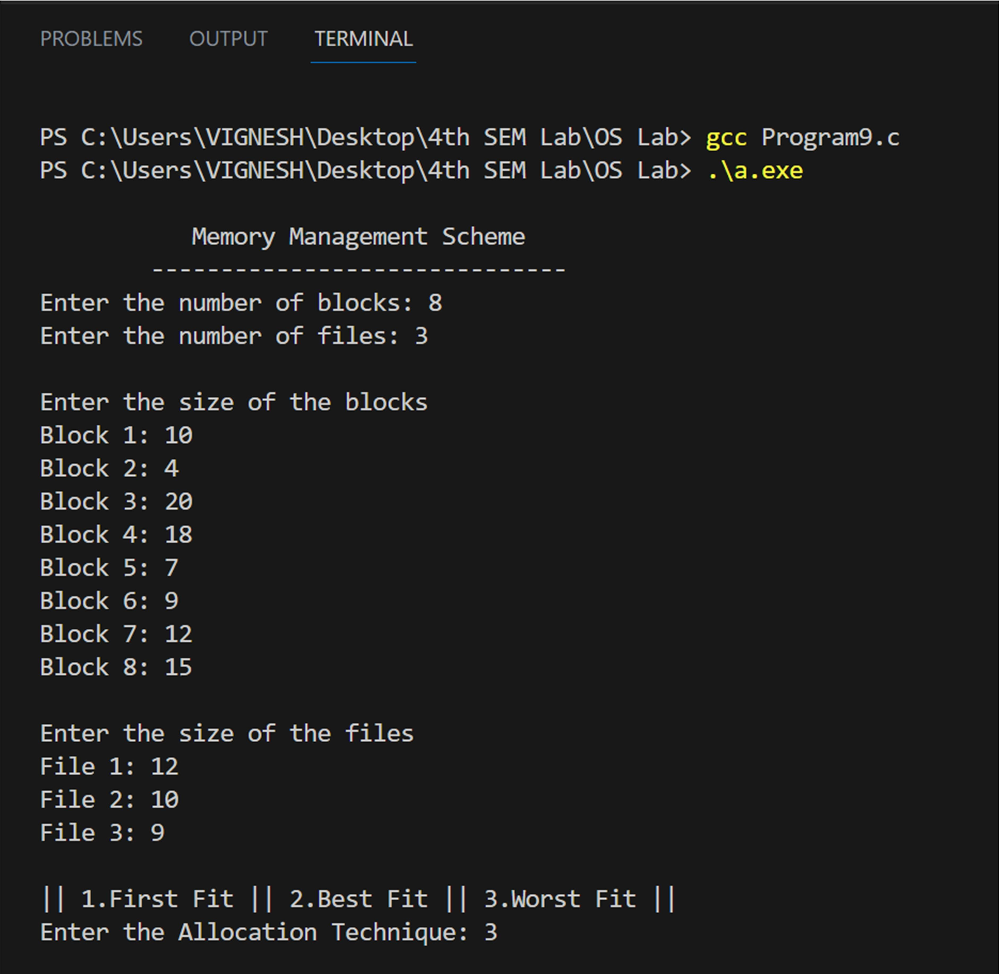 PROBLEMS OUTPUT TERMINAL
PS C:\Users\VIGNESH\Desktop\4th SEM Lab\OS Lab> gcc Program9.c
PS C:\Users\VIGNESH\Desktop\4th SEM Lab\OS Lab> .\a.exe
Memory Management Scheme
------------------------------
Enter the number of blocks: 8
Enter the number of files: 3
Enter the size of the blocks
Block 1: 10
Block 2: 4
Block 3: 20
Block 4: 18
Block 5: 7
Block 6: 9
Block 7: 12
Block 8: 15
Enter the size of the files
File 1: 12
File 2: 10
File 3: 9
|| 1.First Fit || 2.Best Fit || 3.Worst Fit ||
Enter the Allocation Technique: 3